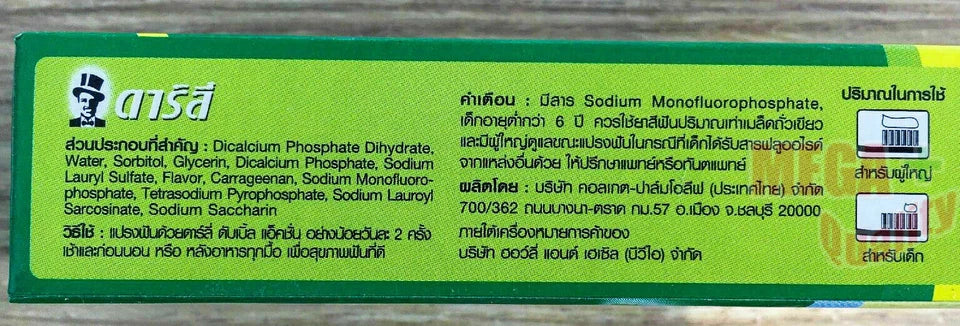 ดาร์ลี่
ส่วนประกอบที่สำคัญ : Dicalcium Phosphate Dihydrate,
Water, Sorbitol, Glycerin, Dicalcium Phosphate, Sodium
Lauryl Sulfate, Flavor, Carrageenan, Sodium Monofluoro-
phosphate, Tetrasodium Pyrophosphate, Sodium Lauroyl
Sarcosinate, Sodium Saccharin
วิธีใช้ : แปรงฟันด้วยดาร์ลี่ ดับเบิ้ล แอ็คชั่น อย่างน้อยวันละ 2 ครั้ง
เช้าและก่อนนอน หรือ หลังอาหารทุกมื้อ เพื่อสุขภาพฟันที่ดี
คำเตือน : มีสาร Sodium Monofluorophosphate,
เด็กอายุต่ำกว่า 6 ปี ควรใช้ยาสีฟันปริมาณเท่าเมล็ดถั่วเขียว
และมีผู้ใหญ่ดูแลขณะแปรงฟันในกรณีที่เด็กได้รับสารฟลูออไรด์
จากแหล่งอื่นด้วย ให้ปรึกษาแพทย์หรือทันตแพทย์
ผลิตโดย : บริษัท คอลเกต-ปาล์มโอลีฟ (ประเทศไทย) จำกัด
700/362 ถนนบางนา-ตราด กม.57 อ.เมือง จ.ชลบุรี 20000
ภายใต้เครื่องหมายการค้าของ
บริษัท ฮอว์ลี่ แอนด์ เฮเซิล (บีวีไอ) จำกัด
ปริมาณในการใช้
สำหรับผู้ใหญ่
สำหรับเด็ก
MEGA
Quality